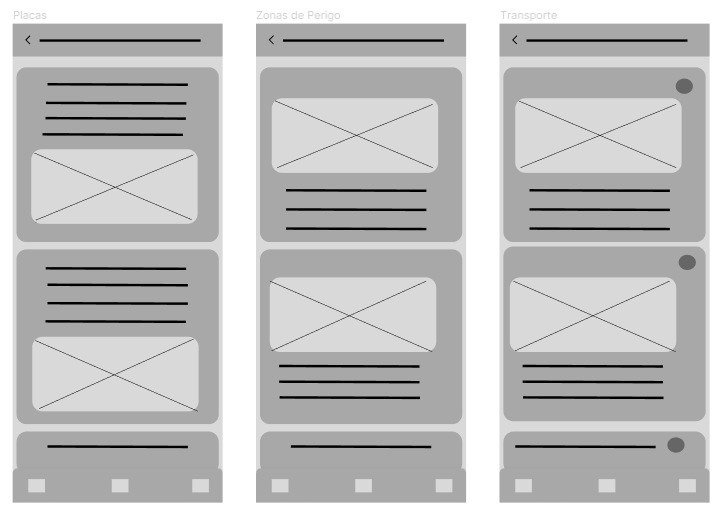 Placas
Zonas de Perigo
Transporte